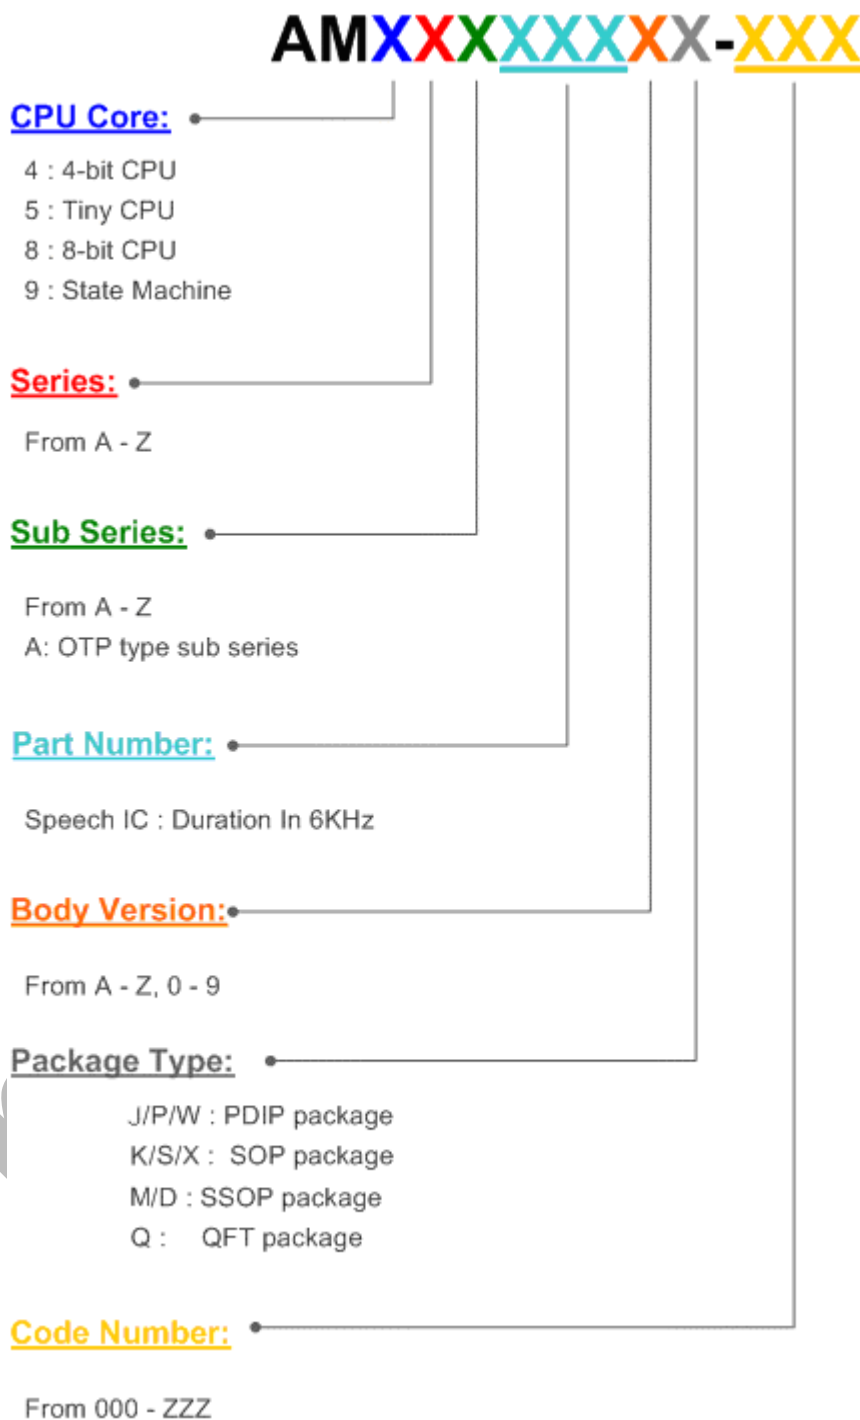 AMXXXXXXXX-XXX
CPU Core:
4 : 4-bit CPU
5 : Tiny CPU
8 : 8-bit CPU
9 : State Machine
Series:
From A - Z
Sub Series:
From A - Z
A: OTP type sub series
Part Number:
Speech IC : Duration In 6KHz
Body Version:
From A - Z, 0 - 9
Package Type:
J/P/W : PDIP package
K/S/X : SOP package
M/D : SSOP package
Q : QFT package
Code Number:
From 000 - ZZZ